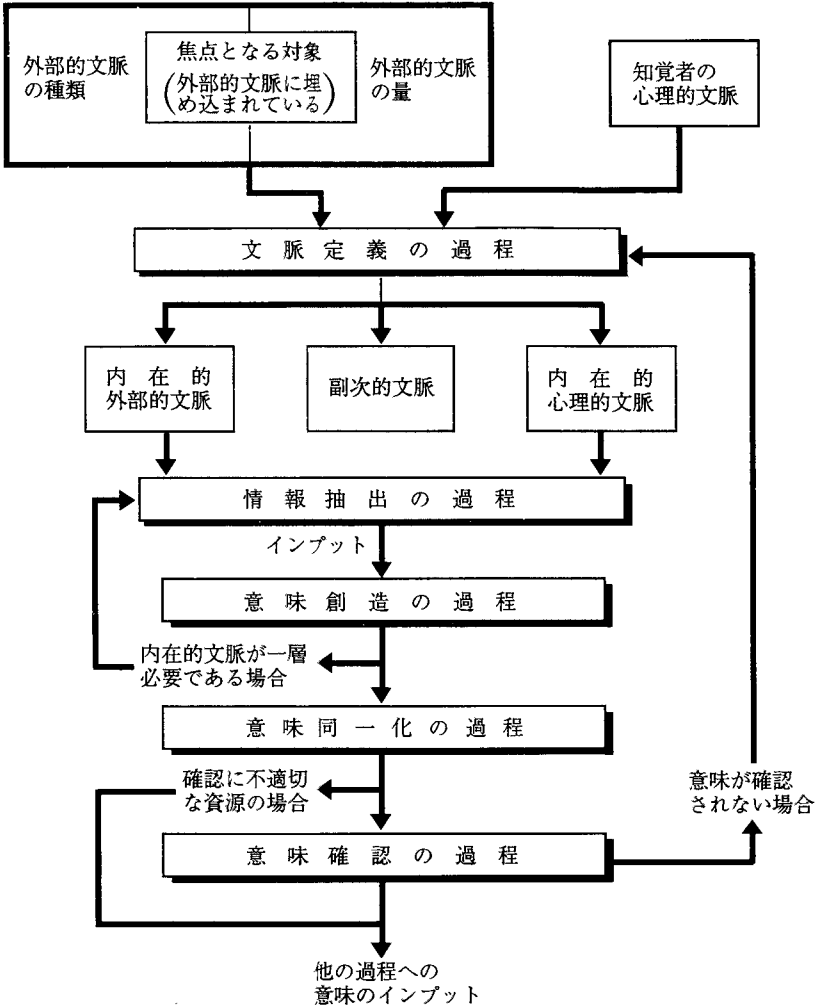 外部的文脈
の種類
焦点となる対象
(外部的文脈に埋
め込まれている)
外部的文脈
の量
知覚者の
心理的文脈
文脈定義の過程
内在的
外部的文脈
副次的文脈
内在的
心理的文脈
情報抽出の過程
インプット
意味創造の過程
内在的文脈が一層
必要である場合
意味同一化の過程
確認に不適切
な資源の場合
意味が確認
されない場合
意味確認の過程
他の過程への
意味のインプット